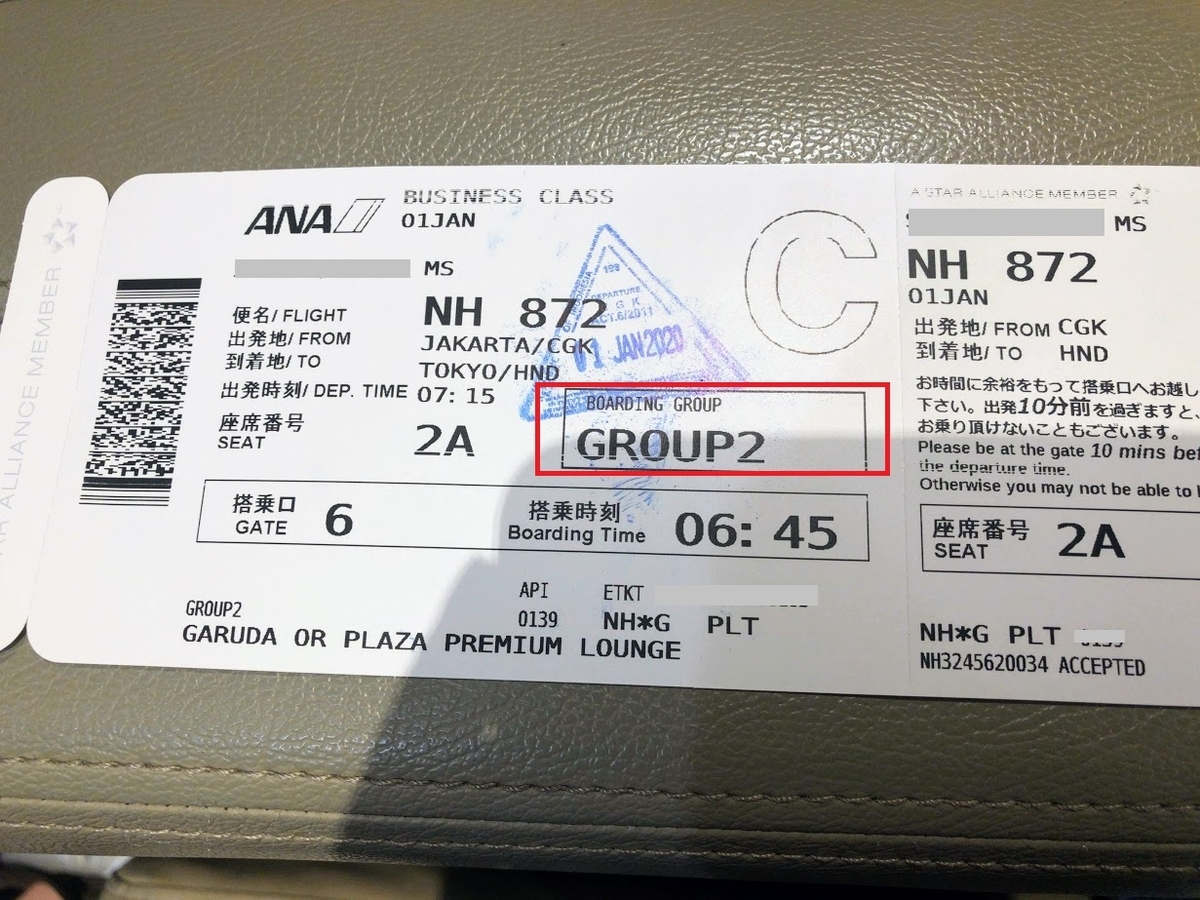 STAR ALLIANCE MEMBER
ANA
BUSINESS CLASS
01JAN
MS
C
便名/ FLIGHT NH 872
出発地/ FROM JAKARTA/CGK
到着地/ TO TOKYO/HND
出発時刻/ DEP. TIME 07: 15
座席番号
SEAT 2A
BOARDING GROUP
GROUP2
搭乗口
GATE 6
搭乗時刻
Boarding Time 06: 45
API ETKT
GROUP2 0139 NH*G PLT
GARUDA OR PLAZA PREMIUM LOUNGE
DEPARTURE
ACT.6/2011
01 JAN 2020
A STAR ALLIANCE MEMBER
MS
NH 872
01JAN
出発地/ FROM CGK
到着地/ TO HND
お時間に余裕をもって搭乗口へお越し
下さい。出発10分前を過ぎますと、
お乗り頂けないこともございます。
Please be at the gate 10 mins bef
the departure time.
Otherwise you may not be able to
座席番号
SEAT 2A
NH*G PLT
NH3245620034 ACCEPTED